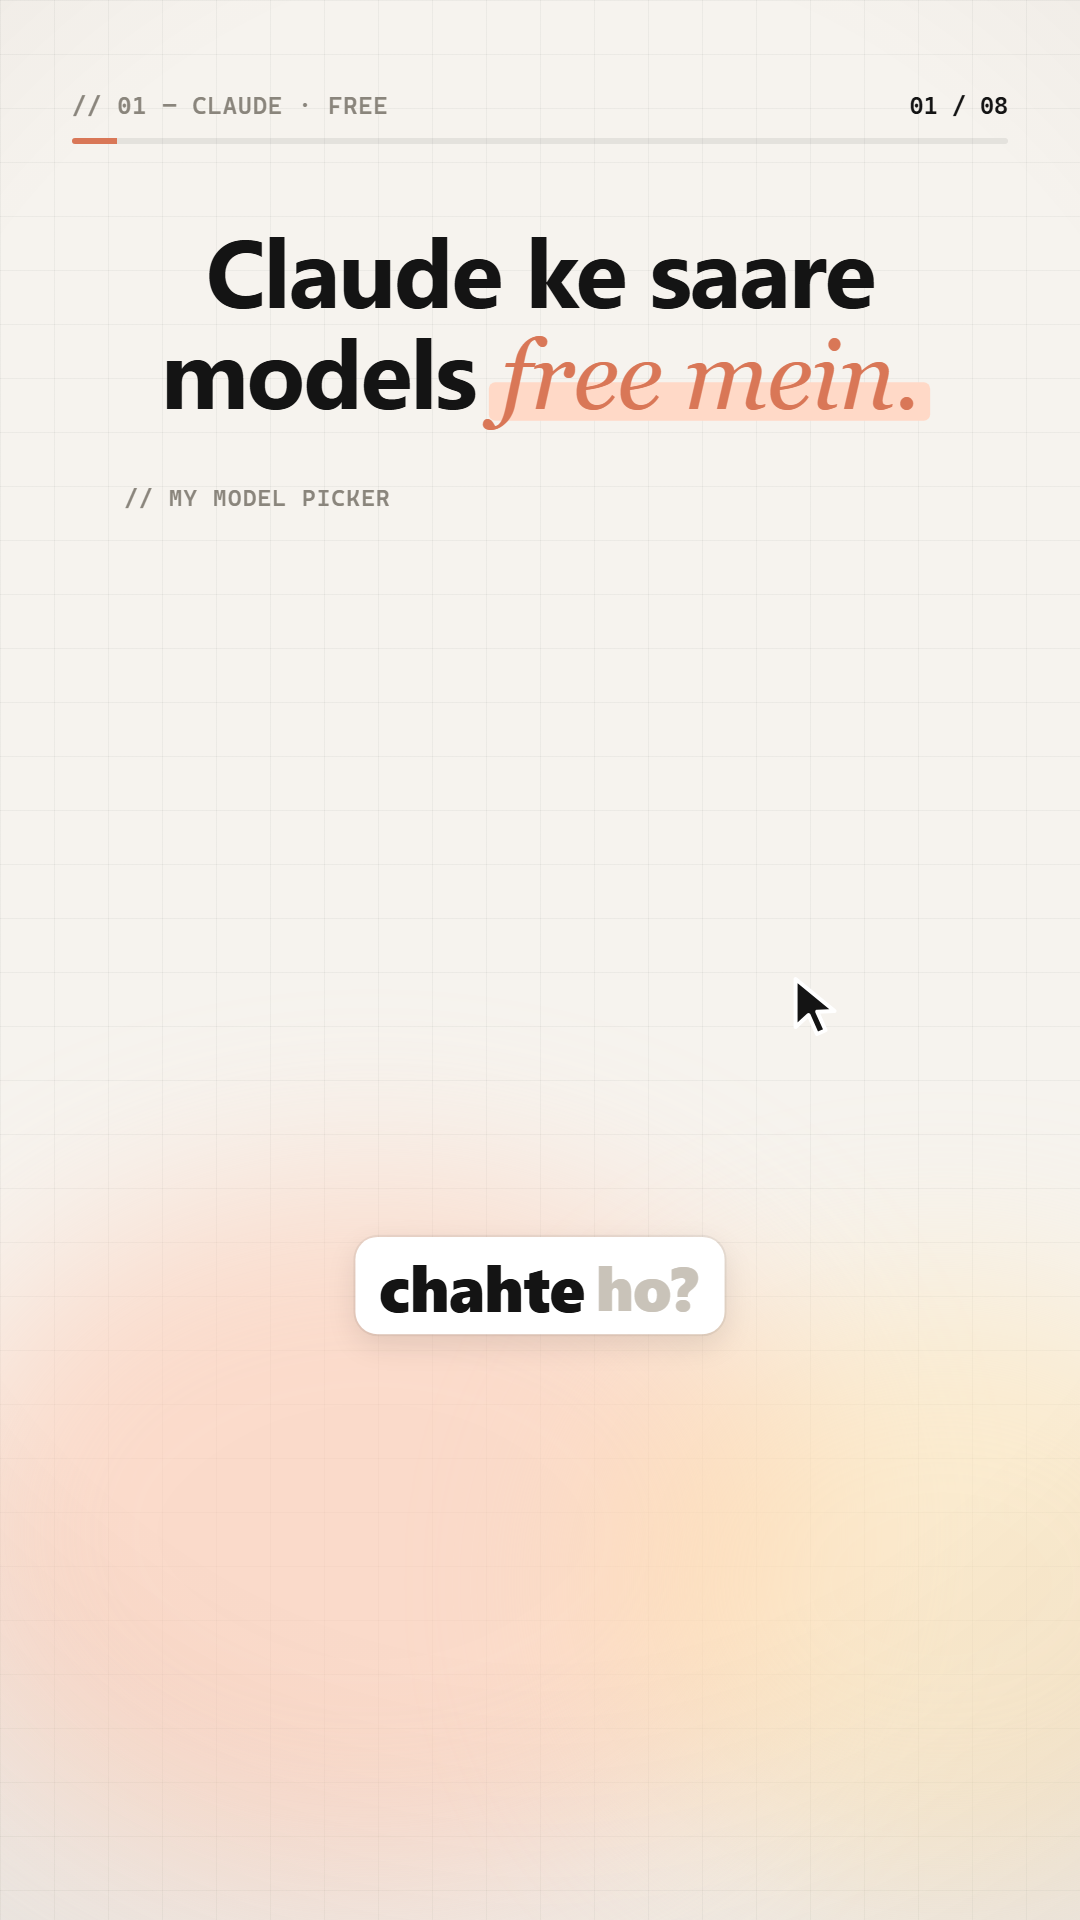 // 01 — CLAUDE · FREE
01 / 08
Claude ke saare
models free mein.
// MY MODEL PICKER
chahte ho?